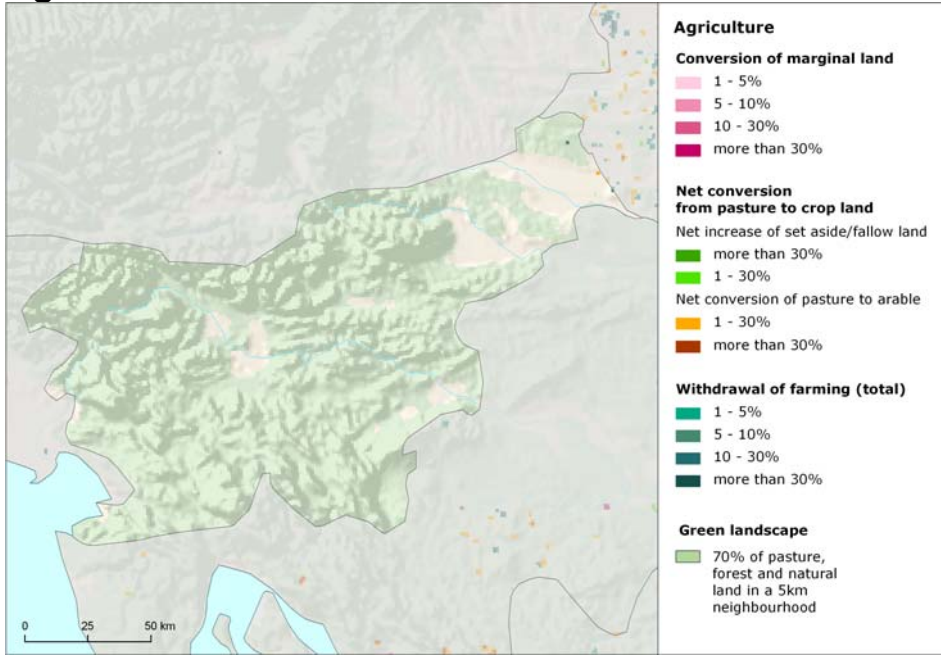 Agriculture
Conversion of marginal land
1 - 5%
5 - 10%
10 - 30%
more than 30%
Net conversion
from pasture to crop land
Net increase of set aside/fallow land
more than 30%
1 - 30%
Net conversion of pasture to arable
1 - 30%
more than 30%
Withdrawal of farming (total)
1 - 5%
5 - 10%
10 - 30%
more than 30%
Green landscape
70% of pasture,
forest and natural
land in a 5km
neighbourhood
0 25 50 km